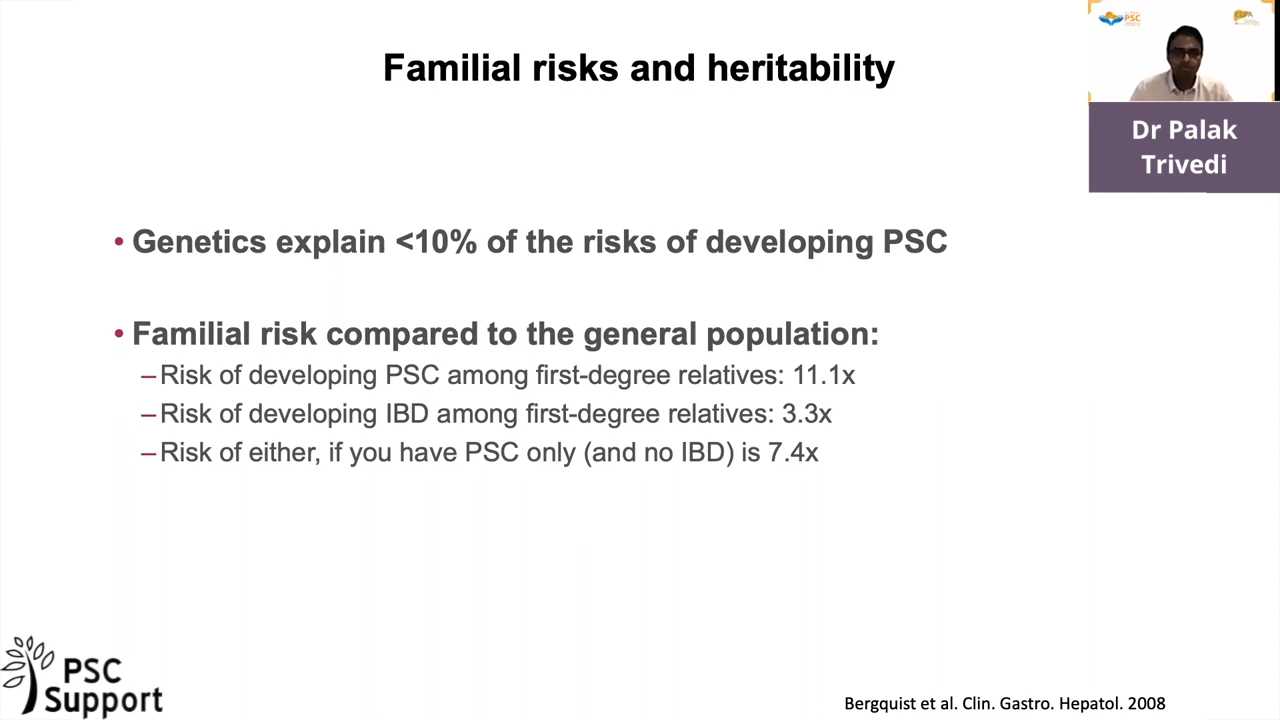 Familial risks and heritability
PSC
Dr Palak
Trivedi
• Genetics explain <10% of the risks of developing PSC
• Familial risk compared to the general population:
–Risk of developing PSC among first-degree relatives: 11.1x
–Risk of developing IBD among first-degree relatives: 3.3x
–Risk of either, if you have PSC only (and no IBD) is 7.4x
PSC
Support
Bergquist et al. Clin. Gastro. Hepatol. 2008